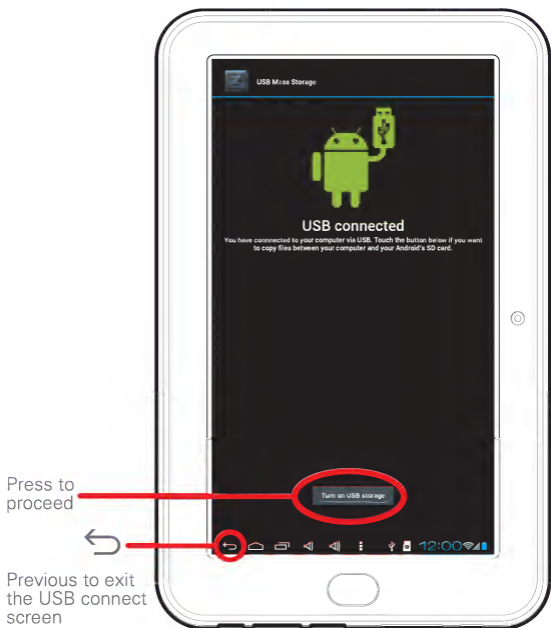 USB Mass Storage
USB connected
You have connnected to your computer via USB. Touch the button below if you want
to copy files between your computer and your Android's SD card.
Press to
proceed
Turn on USB storage
12:00
Previous to exit
the USB connect
screen